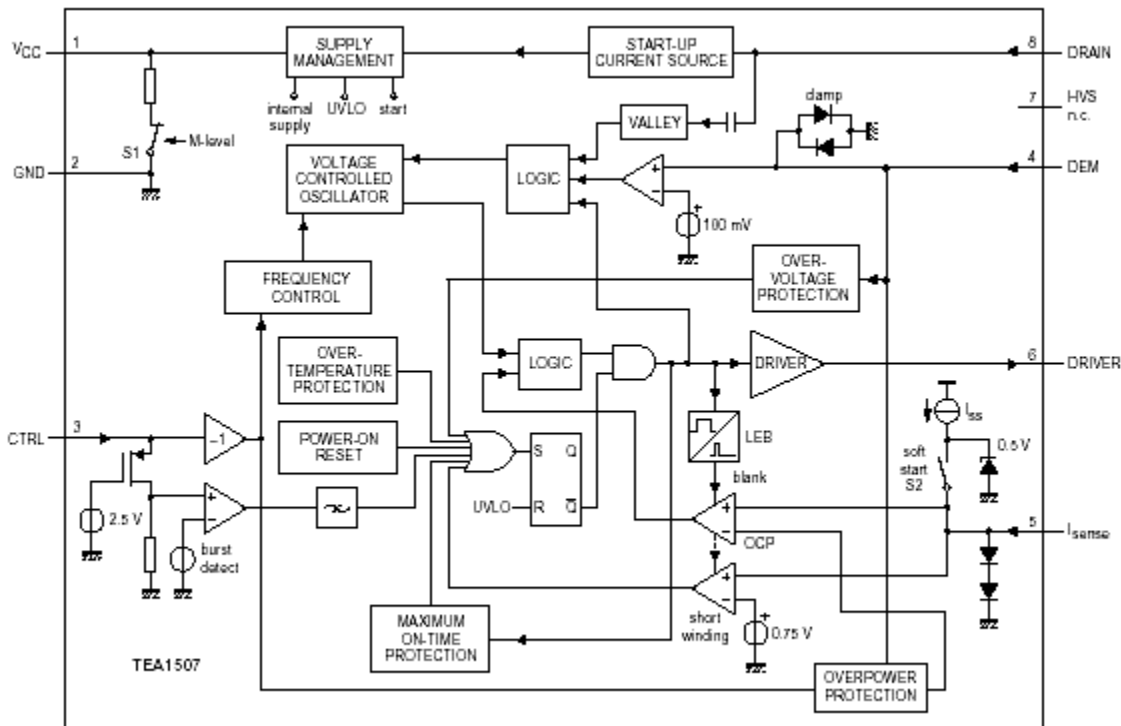 VCC
1
SUPPLY
MANAGEMENT
START-UP
CURRENT SOURCE
8
DRAIN
internal
supply
UVLO
start
clamp
7
HVS
n.c.
VALLEY
S1
M-level
2
GND
VOLTAGE
CONTROLLED
OSCILLATOR
LOGIC
+
−
4
DEM
+
100 mV
FREQUENCY
CONTROL
OVER-
VOLTAGE
PROTECTION
OVER-
TEMPERATURE
PROTECTION
LOGIC
DRIVER
6
DRIVER
Iss
CTRL
3
−1
POWER-ON
RESET
S
Q
LEB
0.5 V
soft
start
S2
blank
2.5 V
+
−
UVLO
R
Q
+
−
OCP
5
Isense
burst
detect
+
−
short
winding
+
0.75 V
MAXIMUM
ON-TIME
PROTECTION
TEA1507
OVERPOWER
PROTECTION